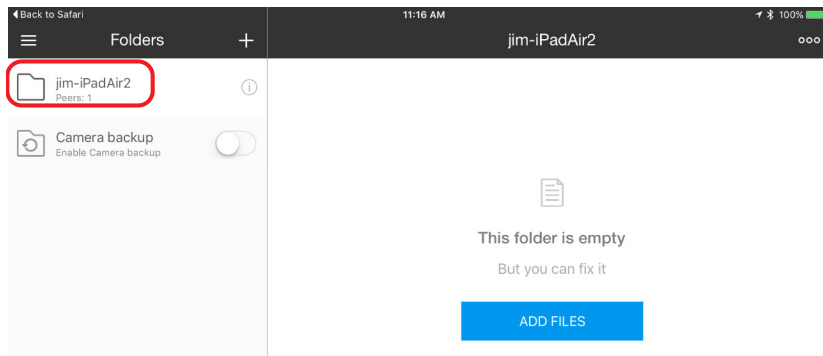 Back to Safari 11:16 AM 100%
Folders + jim-iPadAir2
jim-iPadAir2
Peers: 1
Camera backup
Enable Camera backup
This folder is empty
But you can fix it
ADD FILES